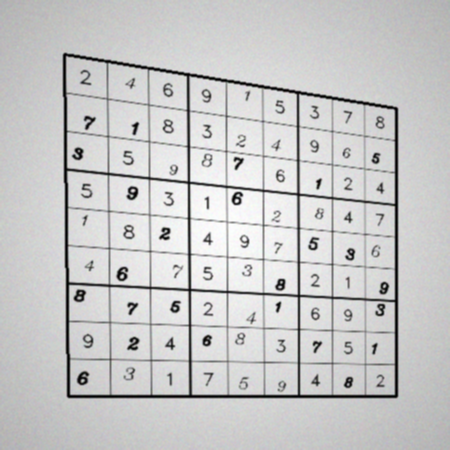 2 4 6 9 1 5 3 7 8
7 1 8 3 2 4 9 6 5
3 5 9 8 7 6 1 2 4
5 9 3 1 6 2 8 4 7
1 8 2 4 9 7 5 3 6
4 6 7 5 3 8 2 1 9
8 7 5 2 4 1 6 9 3
9 2 4 6 8 3 7 5 1
6 3 1 7 5 9 4 8 2